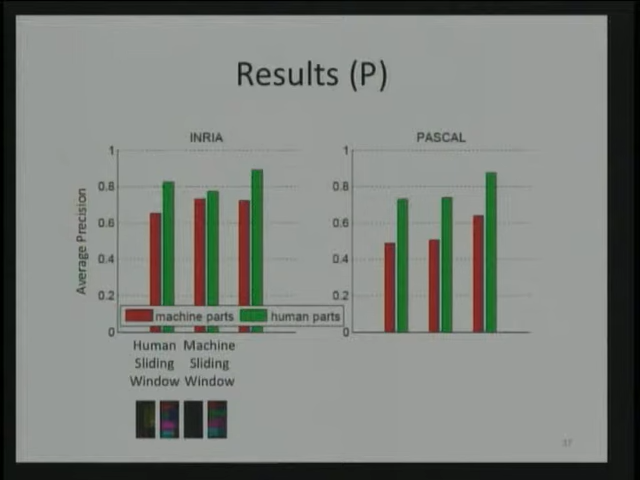 Results (P)
INRIA
PASCAL
Average Precision
1
0.8
0.6
0.4
0.2
0
1
0.8
0.6
0.4
0.2
0
machine parts
human parts
Human Machine
Sliding Sliding
Window Window
37